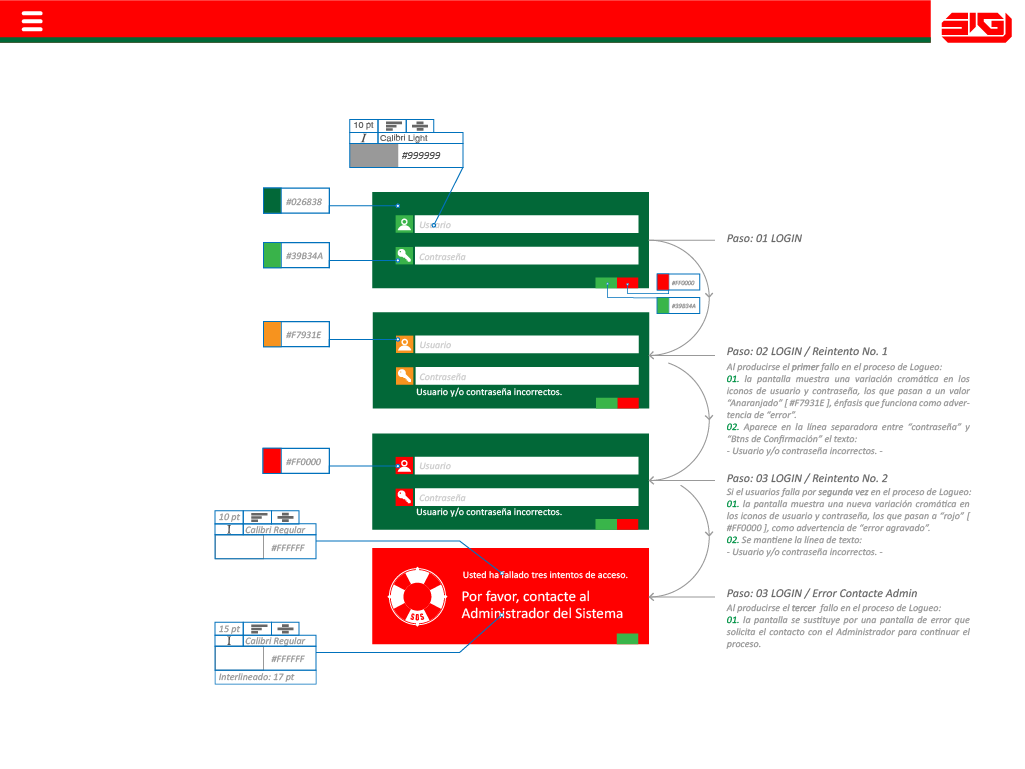 SIG
10 pt
I Calibri Light
#999999
#026838
Usuario
Paso: 01 LOGIN
#39B34A
Contraseña
#FF0000
#39B34A
#F7931E
Usuario
Contraseña
Usuario y/o contraseña incorrectos.
Paso: 02 LOGIN / Reintento No. 1
Al producirse el primer fallo en el proceso de Logueo:
01. la pantalla muestra una variación cromática en los
iconos de usuario y contraseña, los que pasan a un valor
“Anaranjado” [ #F7931E ], énfasis que funciona como adver-
tencia de “error”.
02. Aparece en la línea separadora entre “contraseña” y
“Btns de Confirmación” el texto:
- Usuario y/o contraseña incorrectos. -
#FF0000
Usuario
Contraseña
Usuario y/o contraseña incorrectos.
Paso: 03 LOGIN / Reintento No. 2
Si el usuarios falla por segunda vez en el proceso de Logueo:
01. la pantalla muestra una nueva variación cromática en
los iconos de usuario y contraseña, los que pasan a “rojo” [
#FF0000 ], como advertencia de “error agravado”.
02. Se mantiene la línea de texto:
- Usuario y/o contraseña incorrectos. -
10 pt
I Calibri Regular
#FFFFFF
SOS
Usted ha fallado tres intentos de acceso.
Por favor, contacte al
Administrador del Sistema
Paso: 03 LOGIN / Error Contacte Admin
Al producirse el tercer fallo en el proceso de Logueo:
01. la pantalla se sustituye por una pantalla de error que
solicita el contacto con el Administrador para continuar el
proceso.
15 pt
I Calibri Regular
#FFFFFF
Interlineado: 17 pt